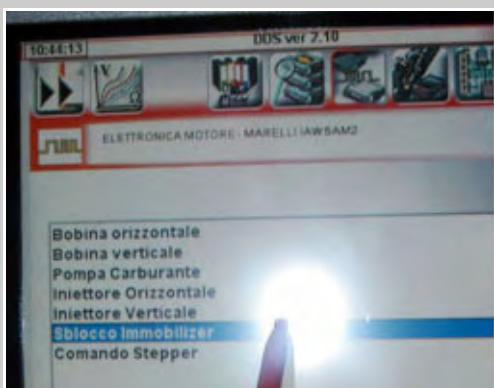 10:44:13
DDS ver 2.10
ELETTRONICA MOTORE - MARELLI IAW5AM2
Bobina orizzontale
Bobina verticale
Pompa Carburante
Iniettore Orizzontale
Iniettore Verticale
Sblocco Immobilizer
Comando Stepper